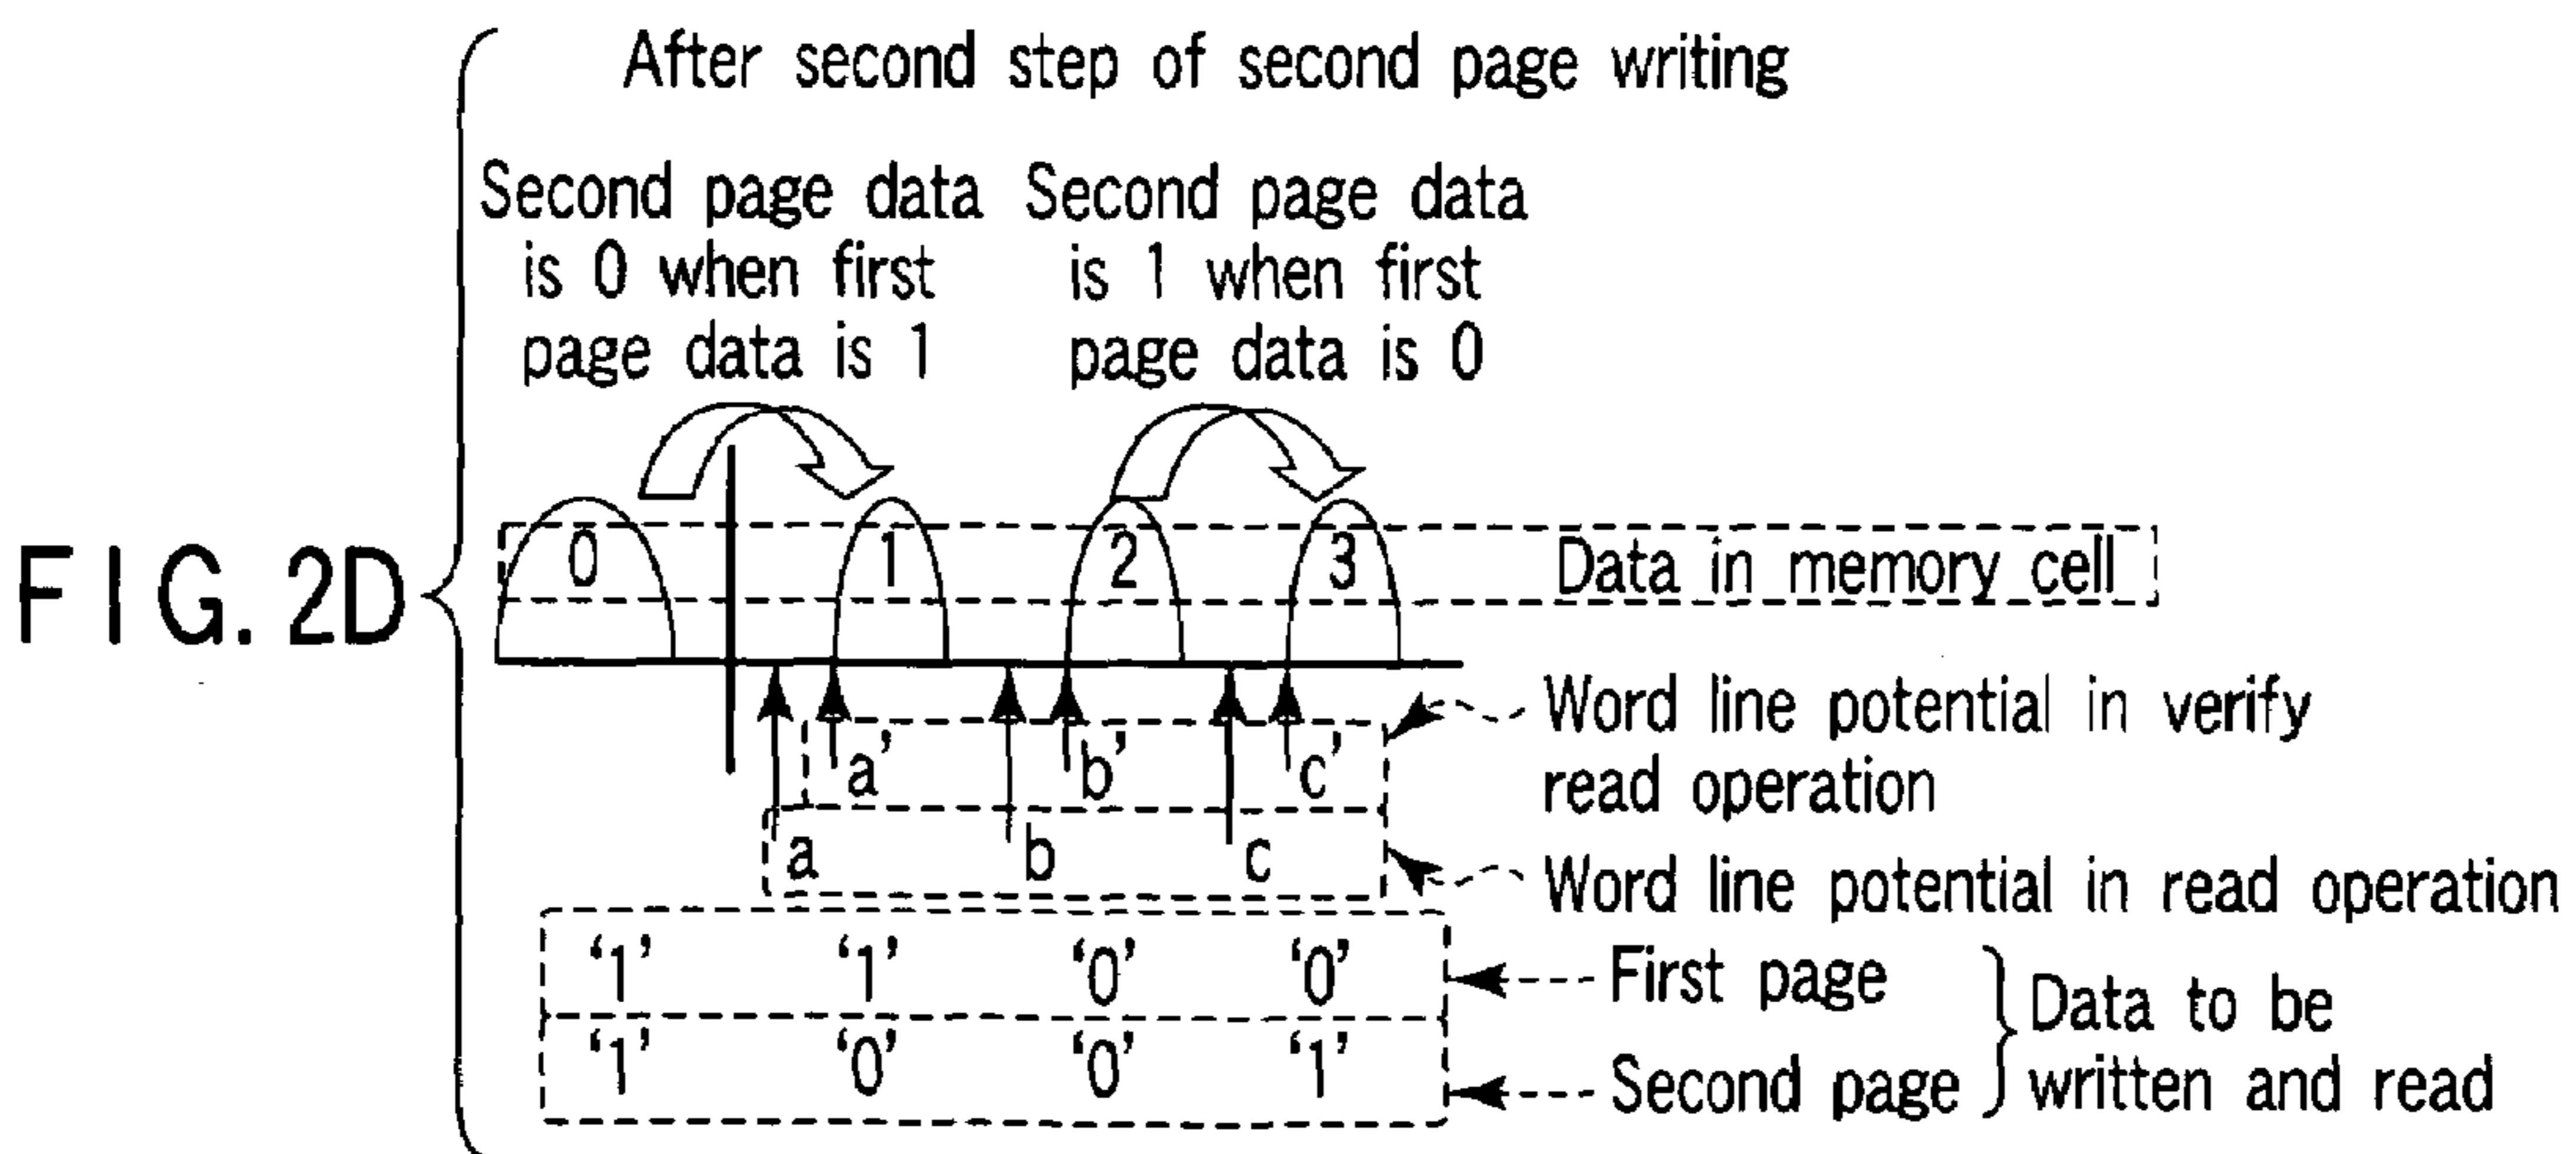 After second step of second page writing
Second page data
is 0 when first
page data is 1
Second page data
is 1 when first
page data is 0
FIG. 2D
0 1 2 3 Data in memory cell
a' b' c'
Word line potential in verify
read operation
a b c
Word line potential in read operation
‘1’ ‘1’ ‘0’ ‘0’ First page
‘1’ ‘0’ ‘0’ ‘1’ Second page
Data to be
written and read